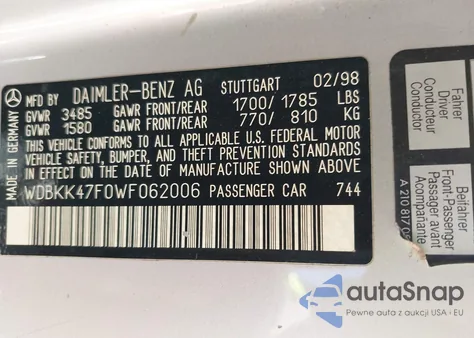 MADE IN GERMANY
MFD BY DAIMLER-BENZ AG STUTTGART 02/98
GVWR 3485 GAWR FRONT/REAR 1700/ 1785 LBS
GVWR 1580 GAWR FRONT/REAR 770/ 810 KG
THIS VEHICLE CONFORMS TO ALL APPLICABLE U.S. FEDERAL MOTOR
VEHICLE SAFETY, BUMPER, AND THEFT PREVENTION STANDARDS
IN EFFECT ON THE DATE OF MANUFACTURE SHOWN ABOVE
WDBKK47F0WF062006 PASSENGER CAR 744
Fahrer
Driver
Conducteur
Conductor
Beifahrer
Front-Passenger
Passager avant
Acompañante
A 210 817
autoSnap
Pewne auta z aukcji USA - EU